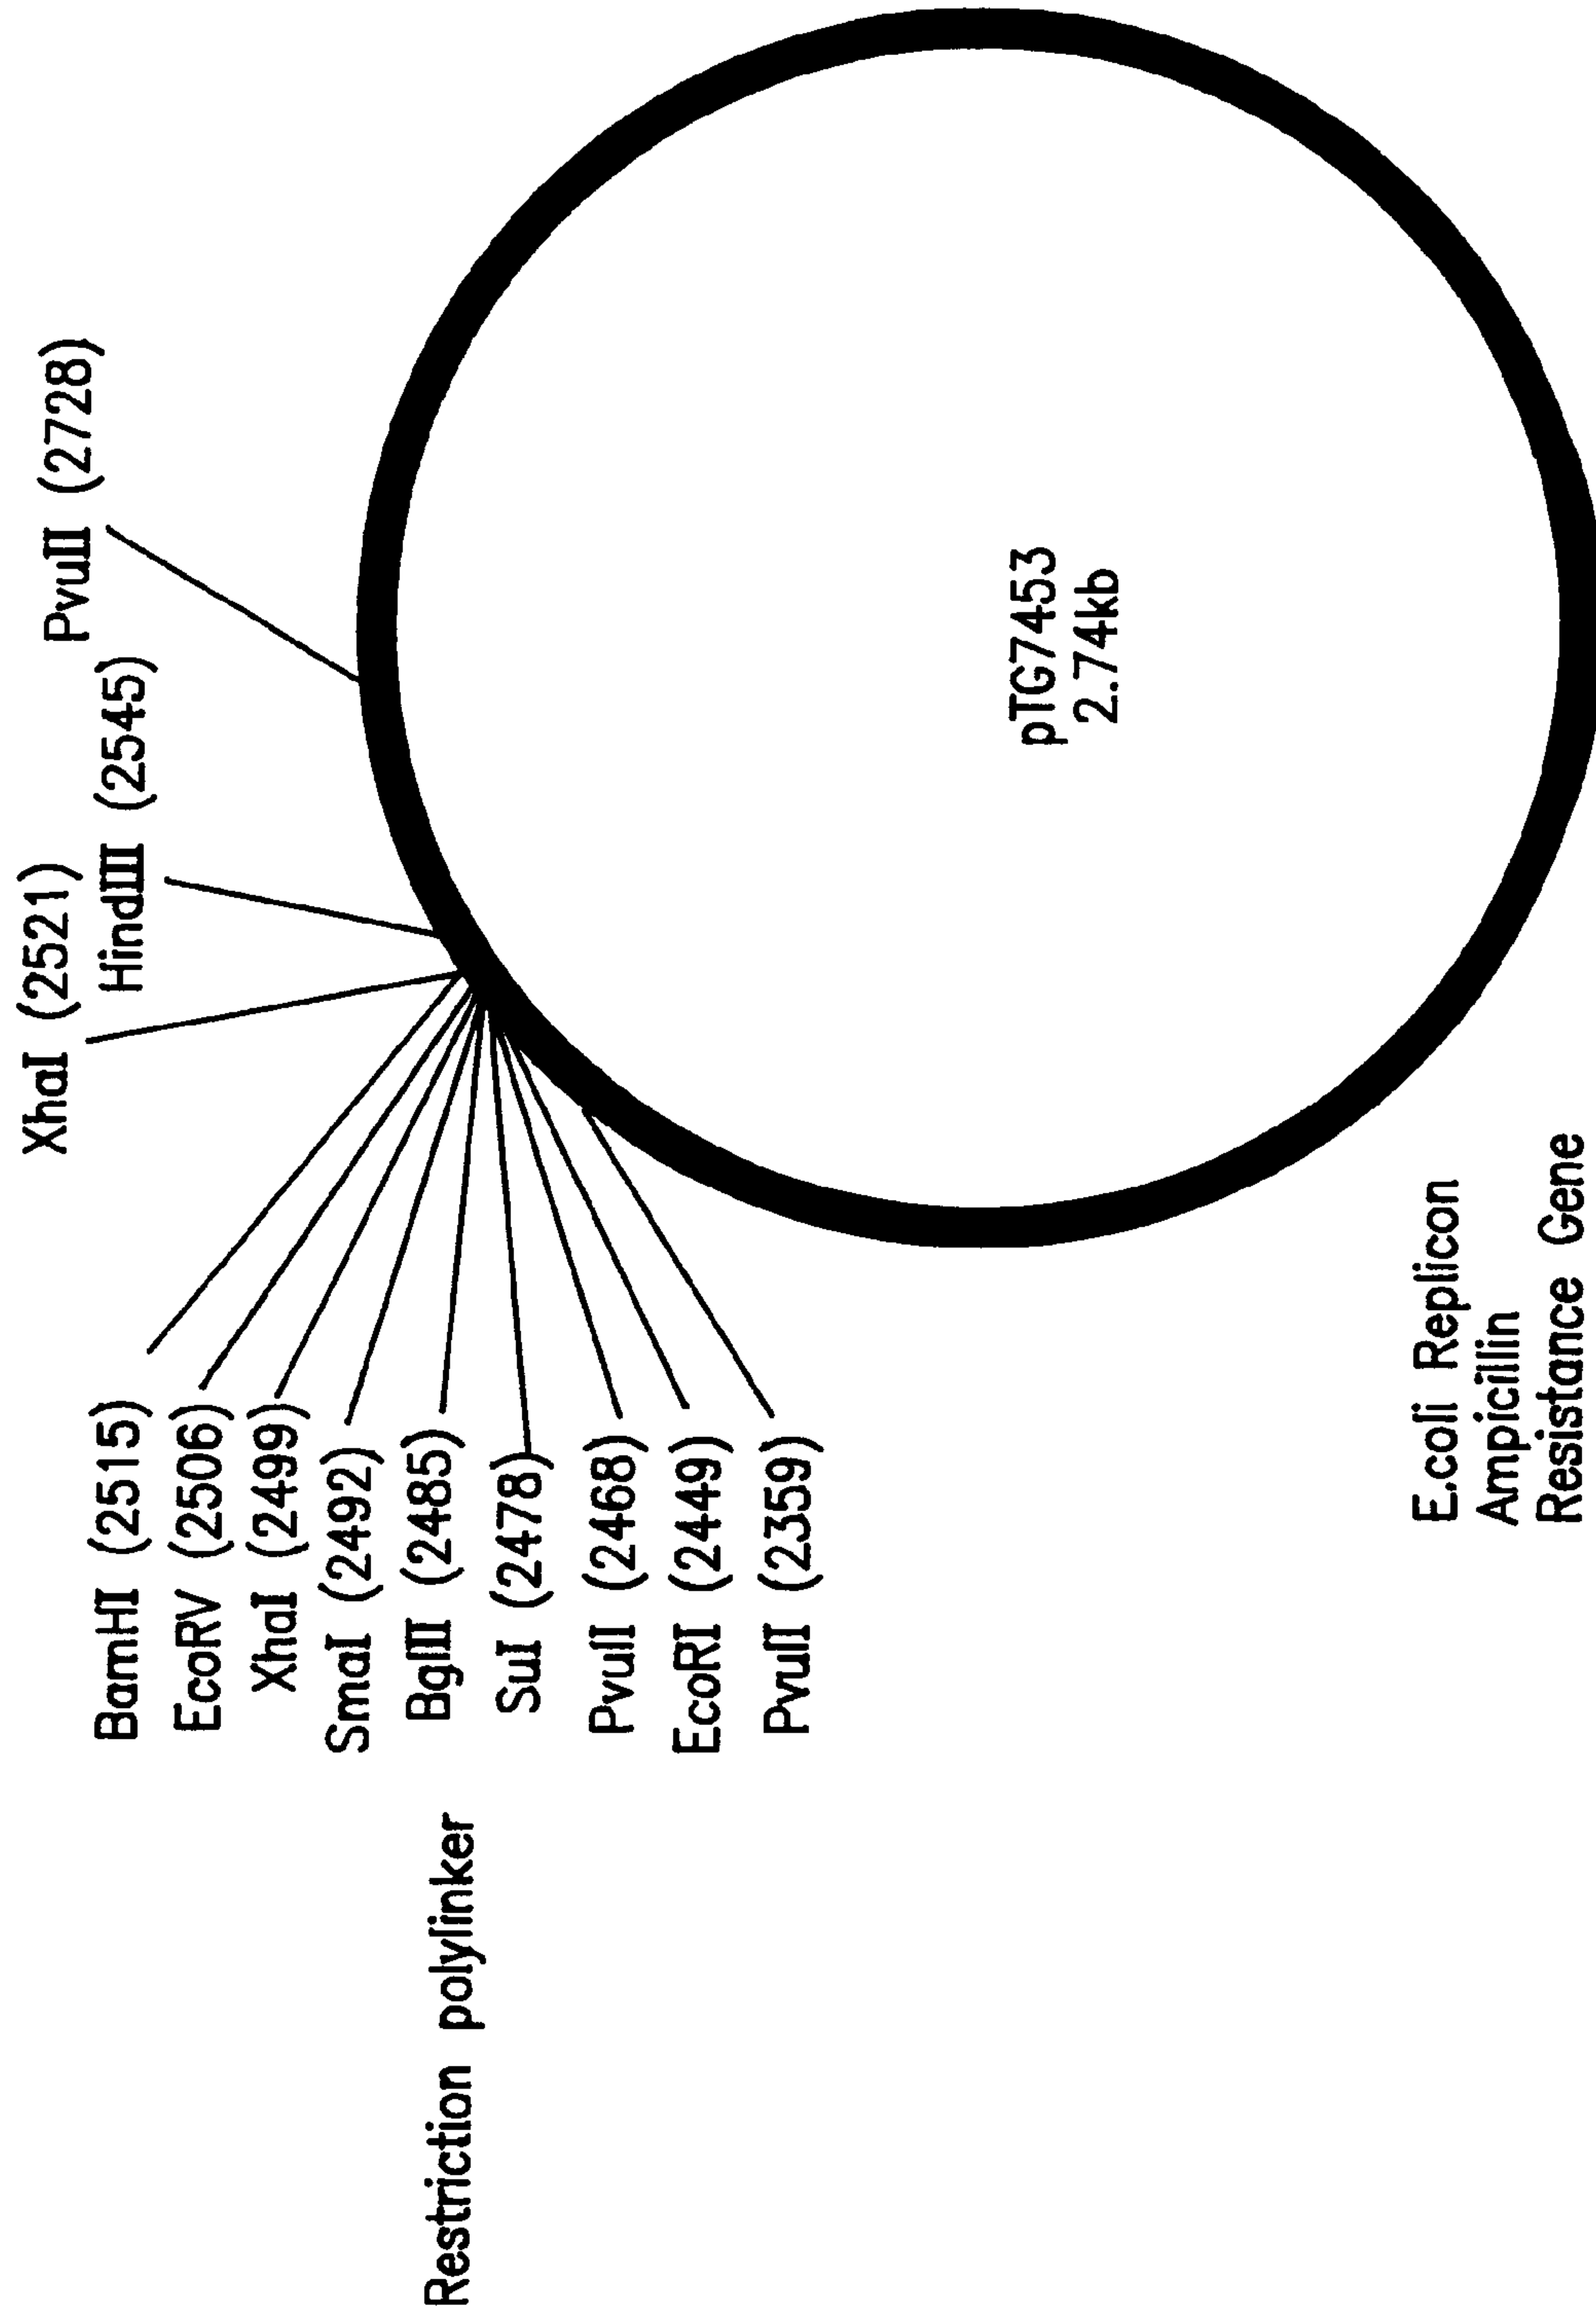 XhaI (2521)
PvuII (2728)
HindIII (2545)
BamHI (2515)
EcoRV (2506)
XhaI (2499)
SmaI (2492)
BglII (2485)
SuI (2478)
PvuII (2468)
EcoRI (2449)
PvuII (2359)
Restriction polylinker
pTG7453
2.74kb
E.coli Replicon
Ampicillin
Resistance Gene